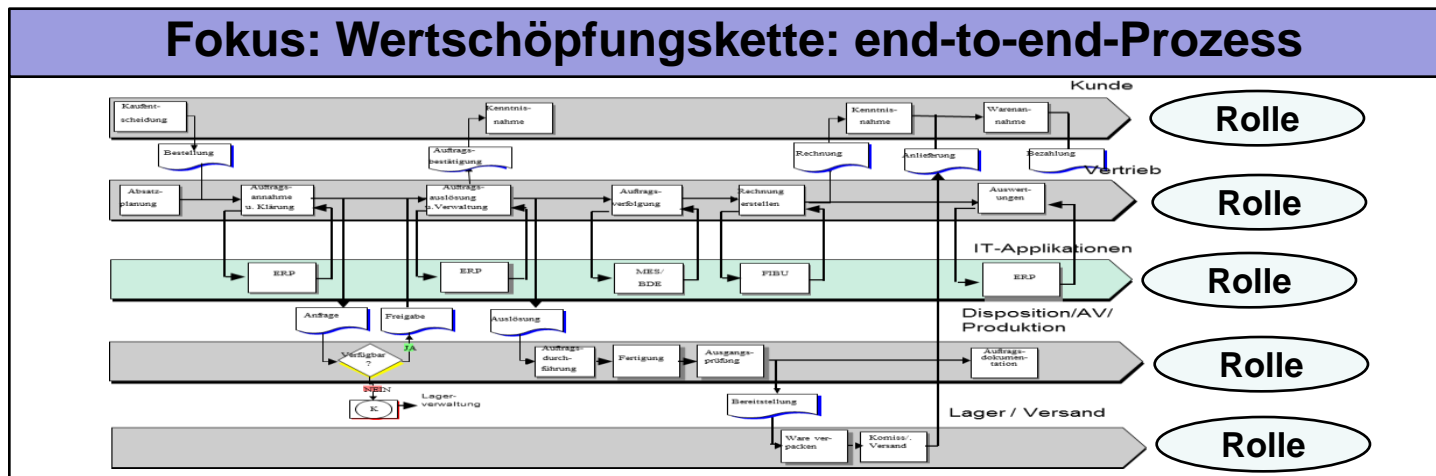 Fokus: Wertschöpfungskette: end-to-end-Prozess
Kunde
Kaufent-
scheidung
Kenntnis-
nahme
Kenntnis-
nahme
Warenan-
nahme
Rolle
Bestellung
Auftrags-
bestätigung
Rechnung
Anlieferung
Bezahlung
Vertrieb
Absatz-
planung
Auftrags-
annahme
u. Klärung
Auftrags-
auslösung
u.Verwaltung
Auftrags-
verfolgung
Rechnung
erstellen
Auswert-
ungen
Rolle
IT-Applikationen
ERP
ERP
MES/
BDE
FIBU
ERP
Rolle
Disposition/AV/
Produktion
Anfrage
Freigabe
Auslösung
Verfügbar
?
JA
NEIN
K
Lager-
verwaltung
Auftrags-
durch-
führung
Fertigung
Ausgangs-
prüfung
Auftrags-
dokumen-
tation
Rolle
Bereitstellung
Lager / Versand
Ware ver-
packen
Komiss/.
Versand
Rolle